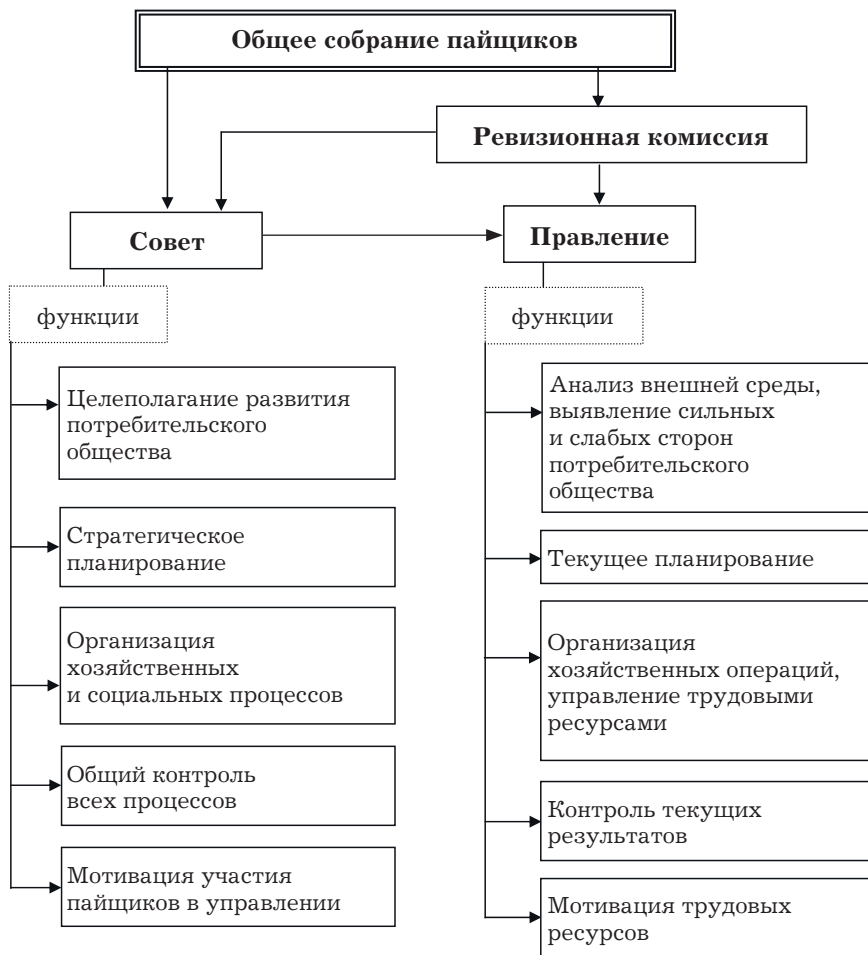 Общее собрание пайщиков
Ревизионная комиссия
Совет
Правление
функции
Целеполагание развития
потребительского
общества
Стратегическое
планирование
Организация
хозяйственных
и социальных процессов
Общий контроль
всех процессов
Мотивация участия
пайщиков в управлении
функции
Анализ внешней среды,
выявление сильных
и слабых сторон
потребительского
общества
Текущее планирование
Организация
хозяйственных операций,
управление трудовыми
ресурсами
Контроль текущих
результатов
Мотивация трудовых
ресурсов